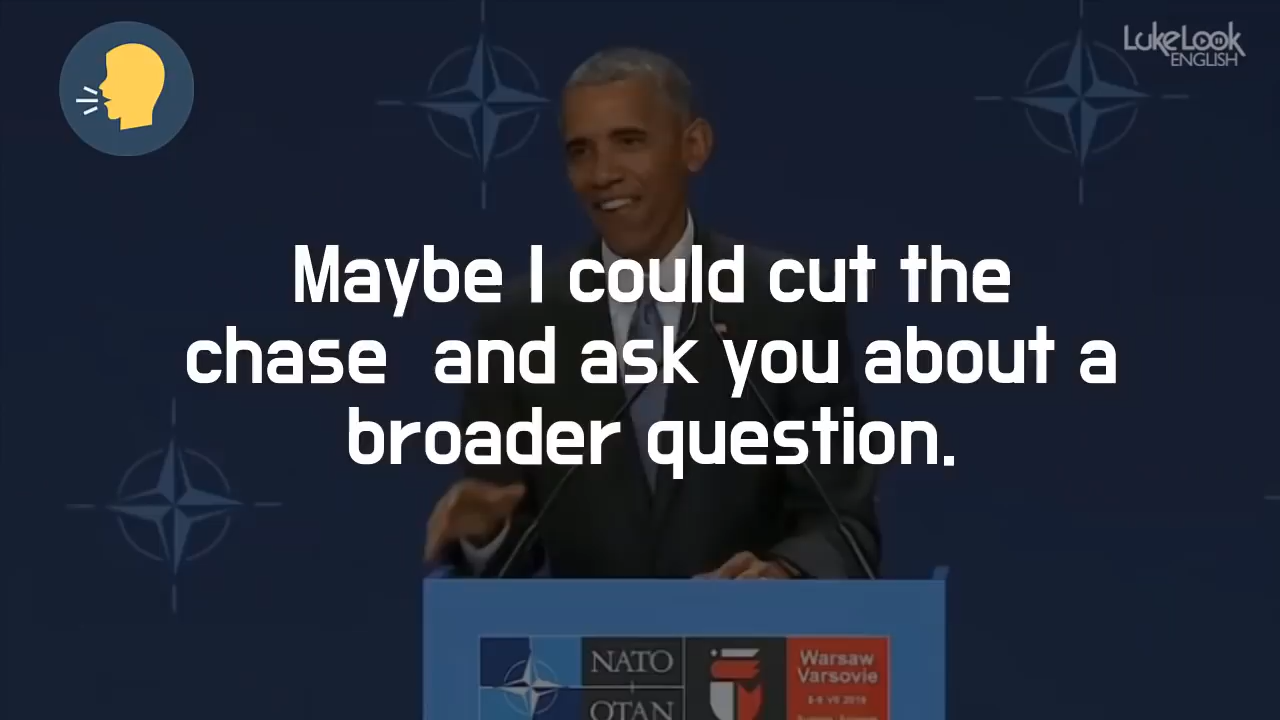 LukeLook
ENGLISH
Maybe I could cut the
chase  and ask you about a
broader question.
NATO
OTAN
Warsaw
Varsovie